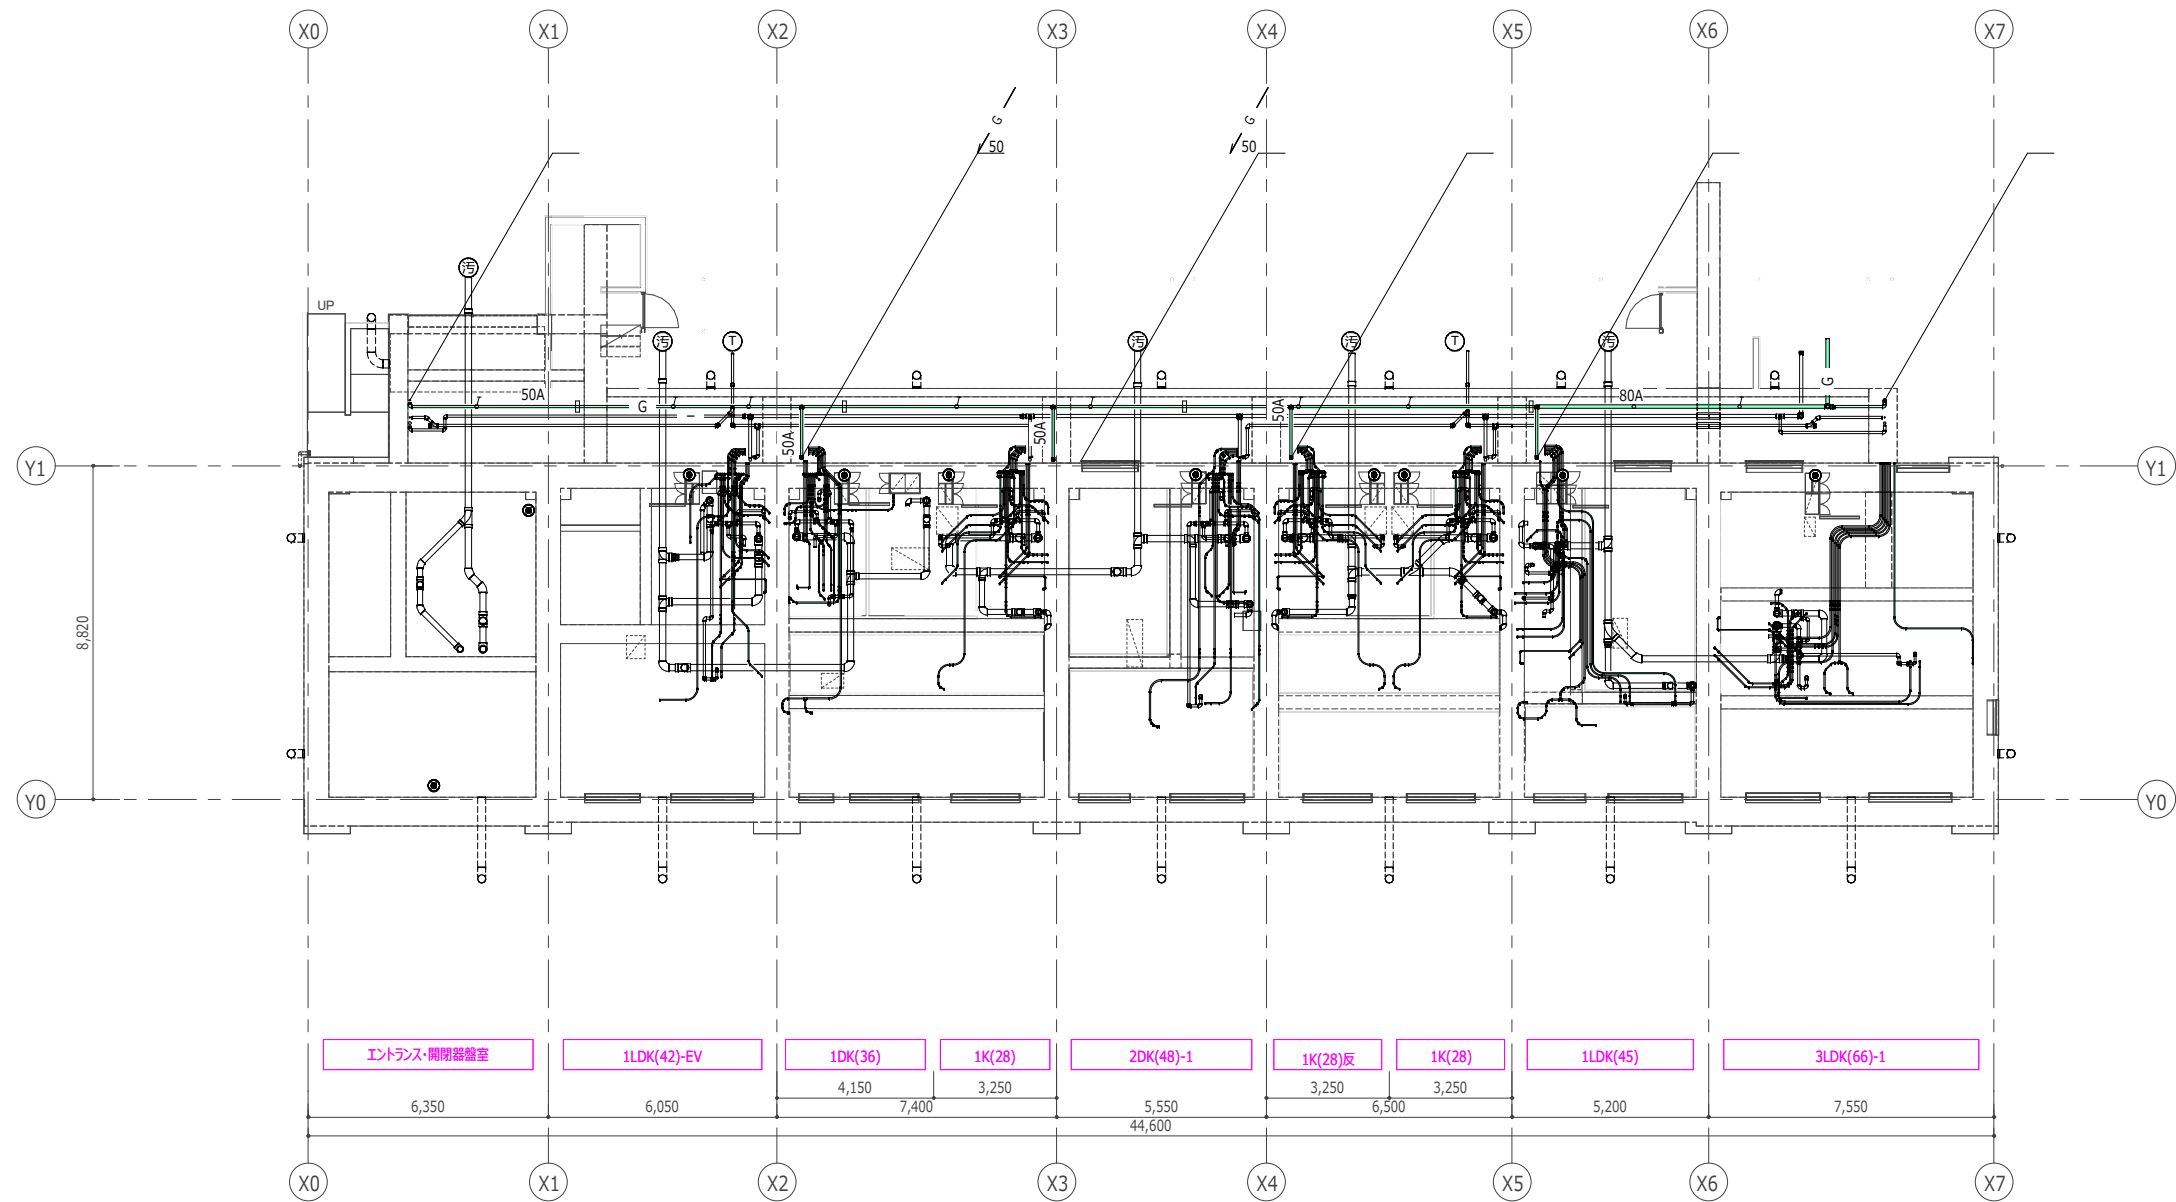 X0 X1 X2 X3 X4 X5 X6 X7
G G
50 50
汚
UP
汚 T 汚 汚 T 汚
G
50A 80A
G
50A
50A 50A
Y1 Y1
8,820
Y0 Y0
エントランス・開閉器盤室 1LDK(42)-EV 1DK(36) 1K(28) 2DK(48)-1 1K(28)反 1K(28) 1LDK(45) 3LDK(66)-1
4,150 3,250 3,250 3,250
6,350 6,050 7,400 5,550 6,500 5,200 7,550
44,600
X0 X1 X2 X3 X4 X5 X6 X7